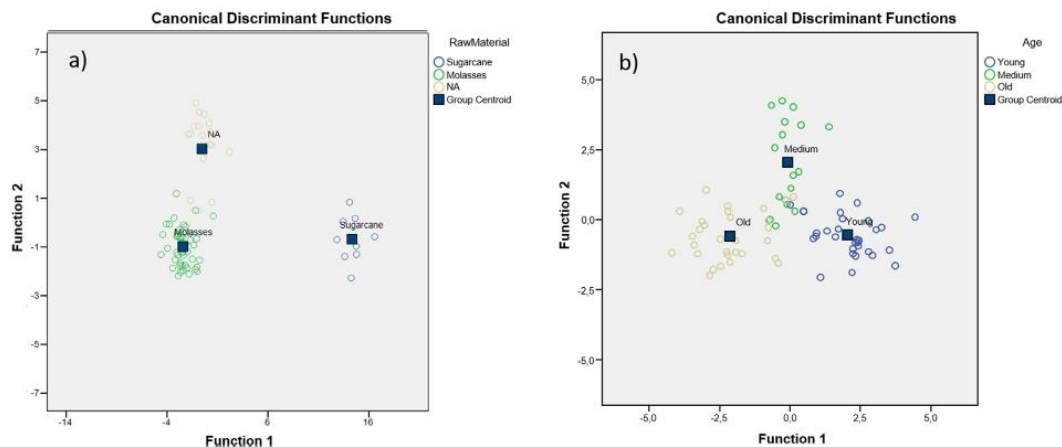 Canonical Discriminant Functions
a)
RawMaterial
Sugarcane
Molasses
NA
Group Centroid
Function 2
7
5
3
1
-1
-3
-5
-7
NA
Molasses
Sugarcane
-14
-4
6
16
Function 1
Canonical Discriminant Functions
b)
Age
Young
Medium
Old
Group Centroid
Function 2
5,0
2,5
0,0
-2,5
-5,0
Medium
Old
Young
-5,0
-2,5
0,0
2,5
5,0
Function 1